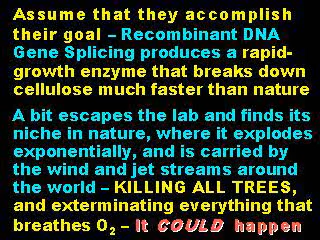 Assume that they accomplish
their goal – Recombinant DNA
Gene Splicing produces a rapid-
growth enzyme that breaks down
cellulose much faster than nature
A bit escapes the lab and finds its
niche in nature, where it explodes
exponentially, and is carried by
the wind and jet streams around
the world – KILLING ALL TREES,
and exterminating everything that
breathes O₂ – It COULD happen